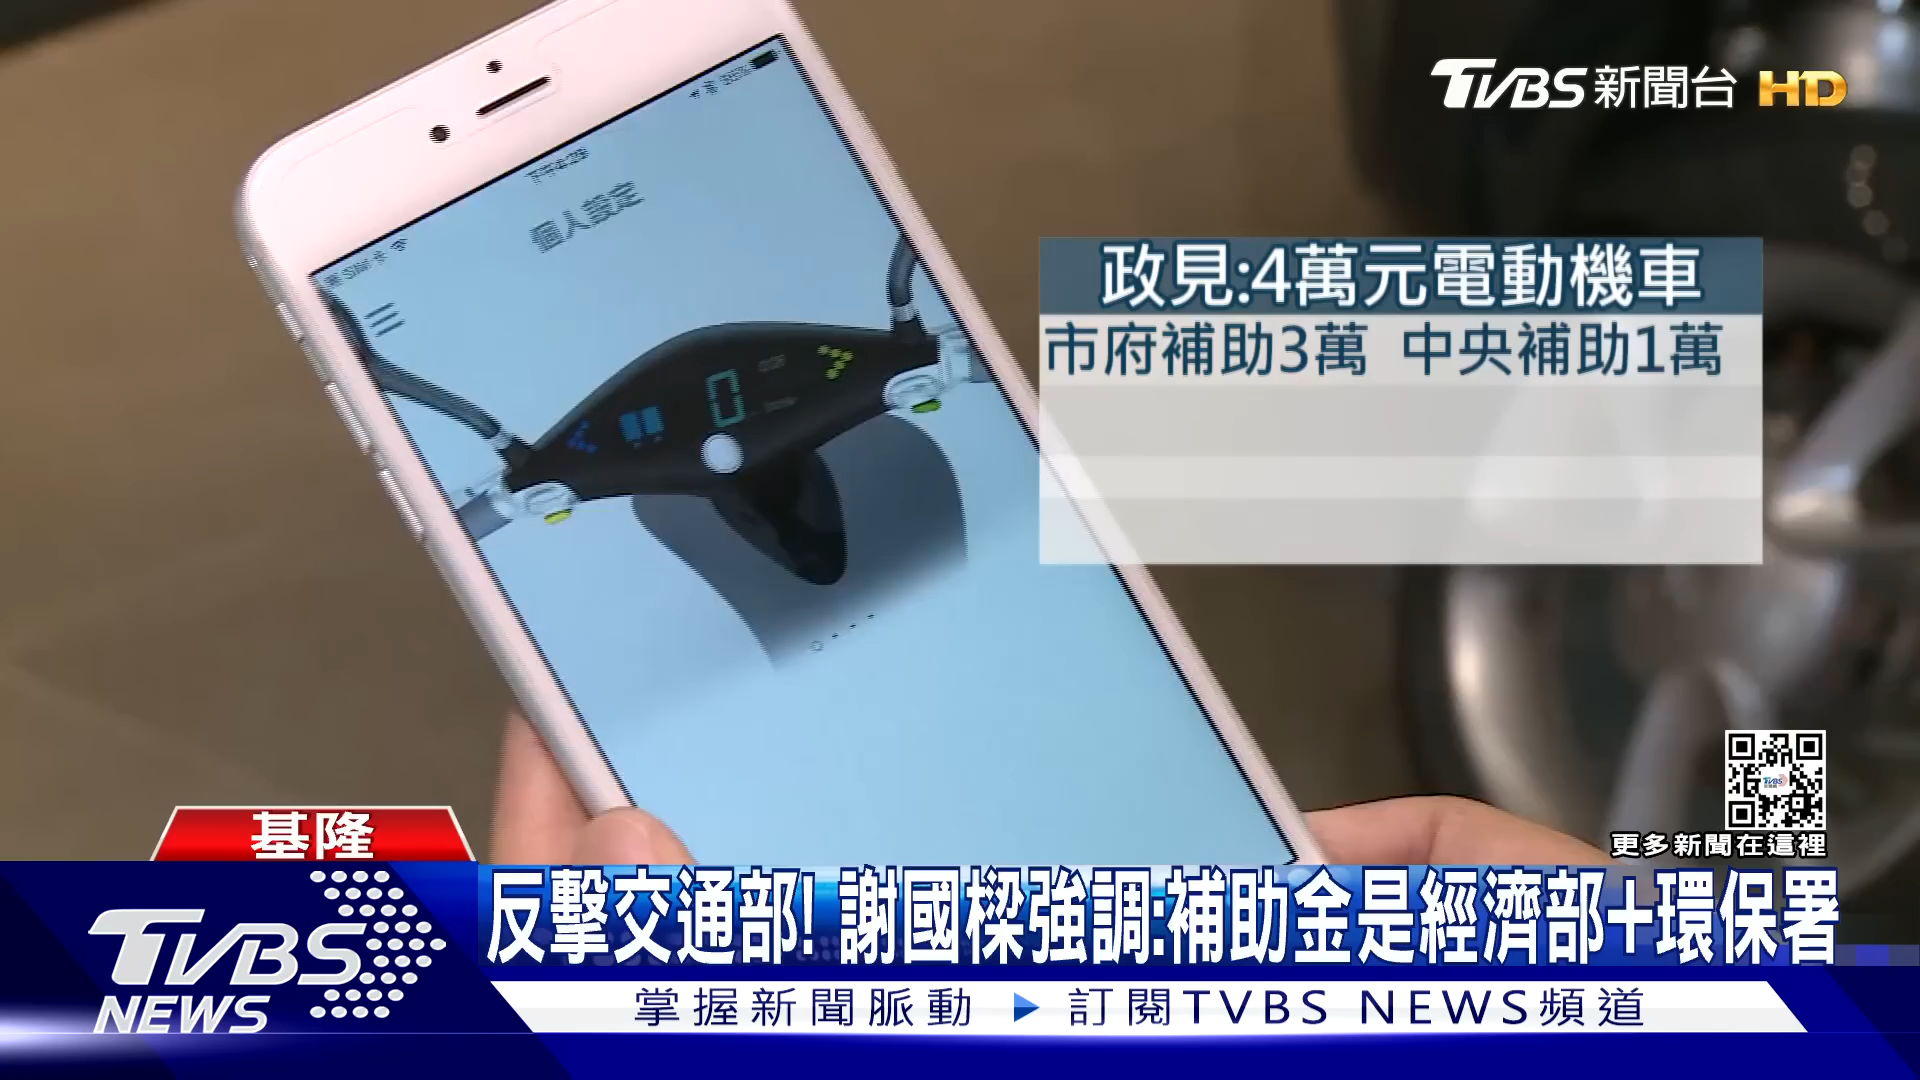 TVBS新聞台 HD
個人設定
0
政見:4萬元電動機車
市府補助3萬 中央補助1萬
TVBS
更多新聞在這裡
基隆
反擊交通部! 謝國樑強調:補助金是經濟部+環保署
TVBS
NEWS
掌握新聞脈動 ▶ 訂閱TVBS NEWS頻道